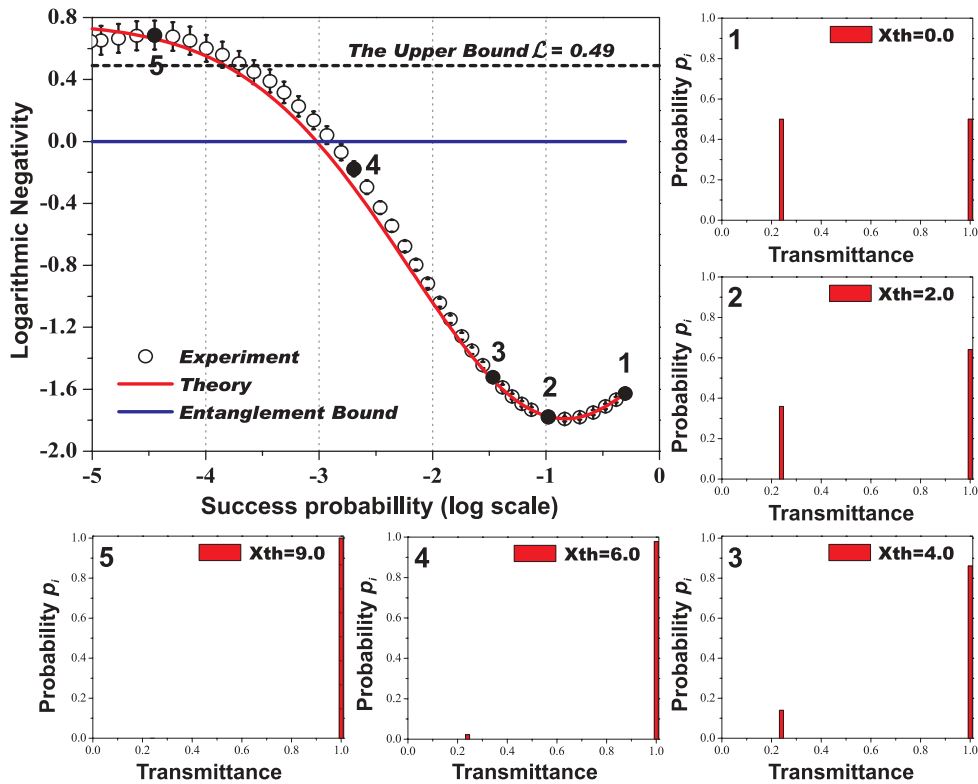 0.8
0.4
0.0
-0.4
-0.8
-1.2
-1.6
-2.0
Logarithmic Negativity
The Upper Bound ℒ = 0.49
5
4
3
2
1
Experiment
Theory
Entanglement Bound
-5 -4 -3 -2 -1 0
Success probabillity (log scale)
1
Xth=0.0
1.0
0.8
0.6
0.4
0.2
0.0
Probability pi
0.0 0.2 0.4 0.6 0.8 1.0
Transmittance
2
Xth=2.0
1.0
0.8
0.6
0.4
0.2
0.0
Probability pi
0.0 0.2 0.4 0.6 0.8 1.0
Transmittance
5
Xth=9.0
1.0
0.8
0.6
0.4
0.2
0.0
Probability pi
0.0 0.2 0.4 0.6 0.8 1.0
Transmittance
4
Xth=6.0
1.0
0.8
0.6
0.4
0.2
0.0
Probability pi
0.0 0.2 0.4 0.6 0.8 1.0
Transmittance
3
Xth=4.0
1.0
0.8
0.6
0.4
0.2
0.0
Probability pi
0.0 0.2 0.4 0.6 0.8 1.0
Transmittance